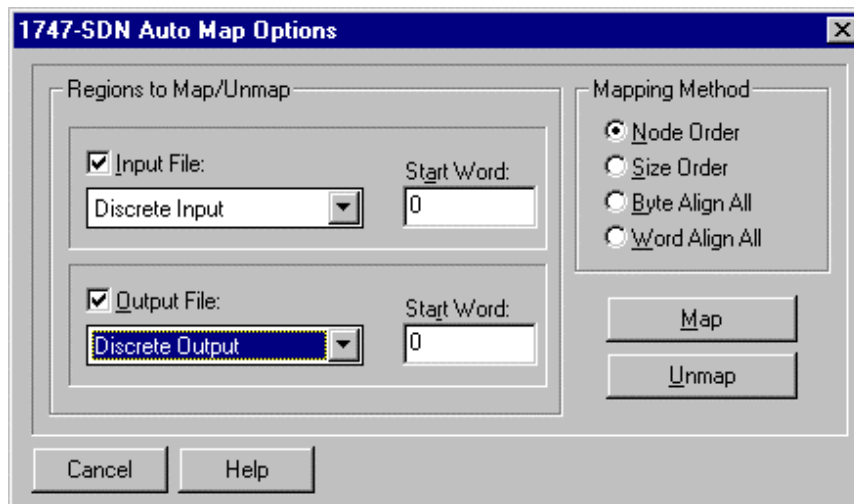 1747-SDN Auto Map Options
Regions to Map/Unmap
Input File:
Start Word:
Discrete Input
0
Output File:
Start Word:
Discrete Output
0
Mapping Method
Node Order
Size Order
Byte Align All
Word Align All
Map
Unmap
Cancel
Help